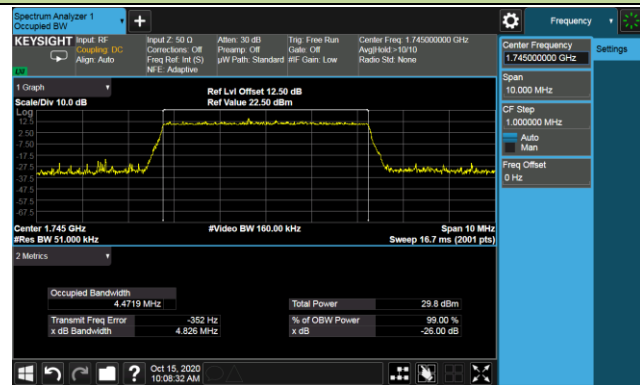 Spectrum Analyzer 1
Occupied BW
Frequency
KEYSIGHT
Input: RF
Coupling: DC
Align: Auto
Input Z: 50 Ω
Corrections: Off
Freq Ref: Int (S)
NFE: Adaptive
Atten: 30 dB
Preamp: Off
µW Path: Standard
Trig: Free Run
Gate: Off
#IF Gain: Low
Center Freq: 1.745000000 GHz
Avg|Hold:>10/10
Radio Std: None
Center Frequency
1.745000000 GHz
Settings
Span
10.000 MHz
CF Step
1.000000 MHz
Auto
Man
Freq Offset
0 Hz
1 Graph
Scale/Div 10.0 dB
Ref Lvl Offset 12.50 dB
Ref Value 22.50 dBm
Log
12.5
2.50
-7.50
-17.5
-27.5
-37.5
-47.5
-57.5
-67.5
Center 1.745 GHz
#Res BW 51.000 kHz
#Video BW 160.00 kHz
Span 10 MHz
Sweep 16.7 ms (2001 pts)
2 Metrics
Occupied Bandwidth
4.4719 MHz
Total Power 29.8 dBm
Transmit Freq Error -352 Hz
% of OBW Power 99.00 %
x dB Bandwidth 4.826 MHz
x dB -26.00 dB
?
Oct 15, 2020
10:08:32 AM